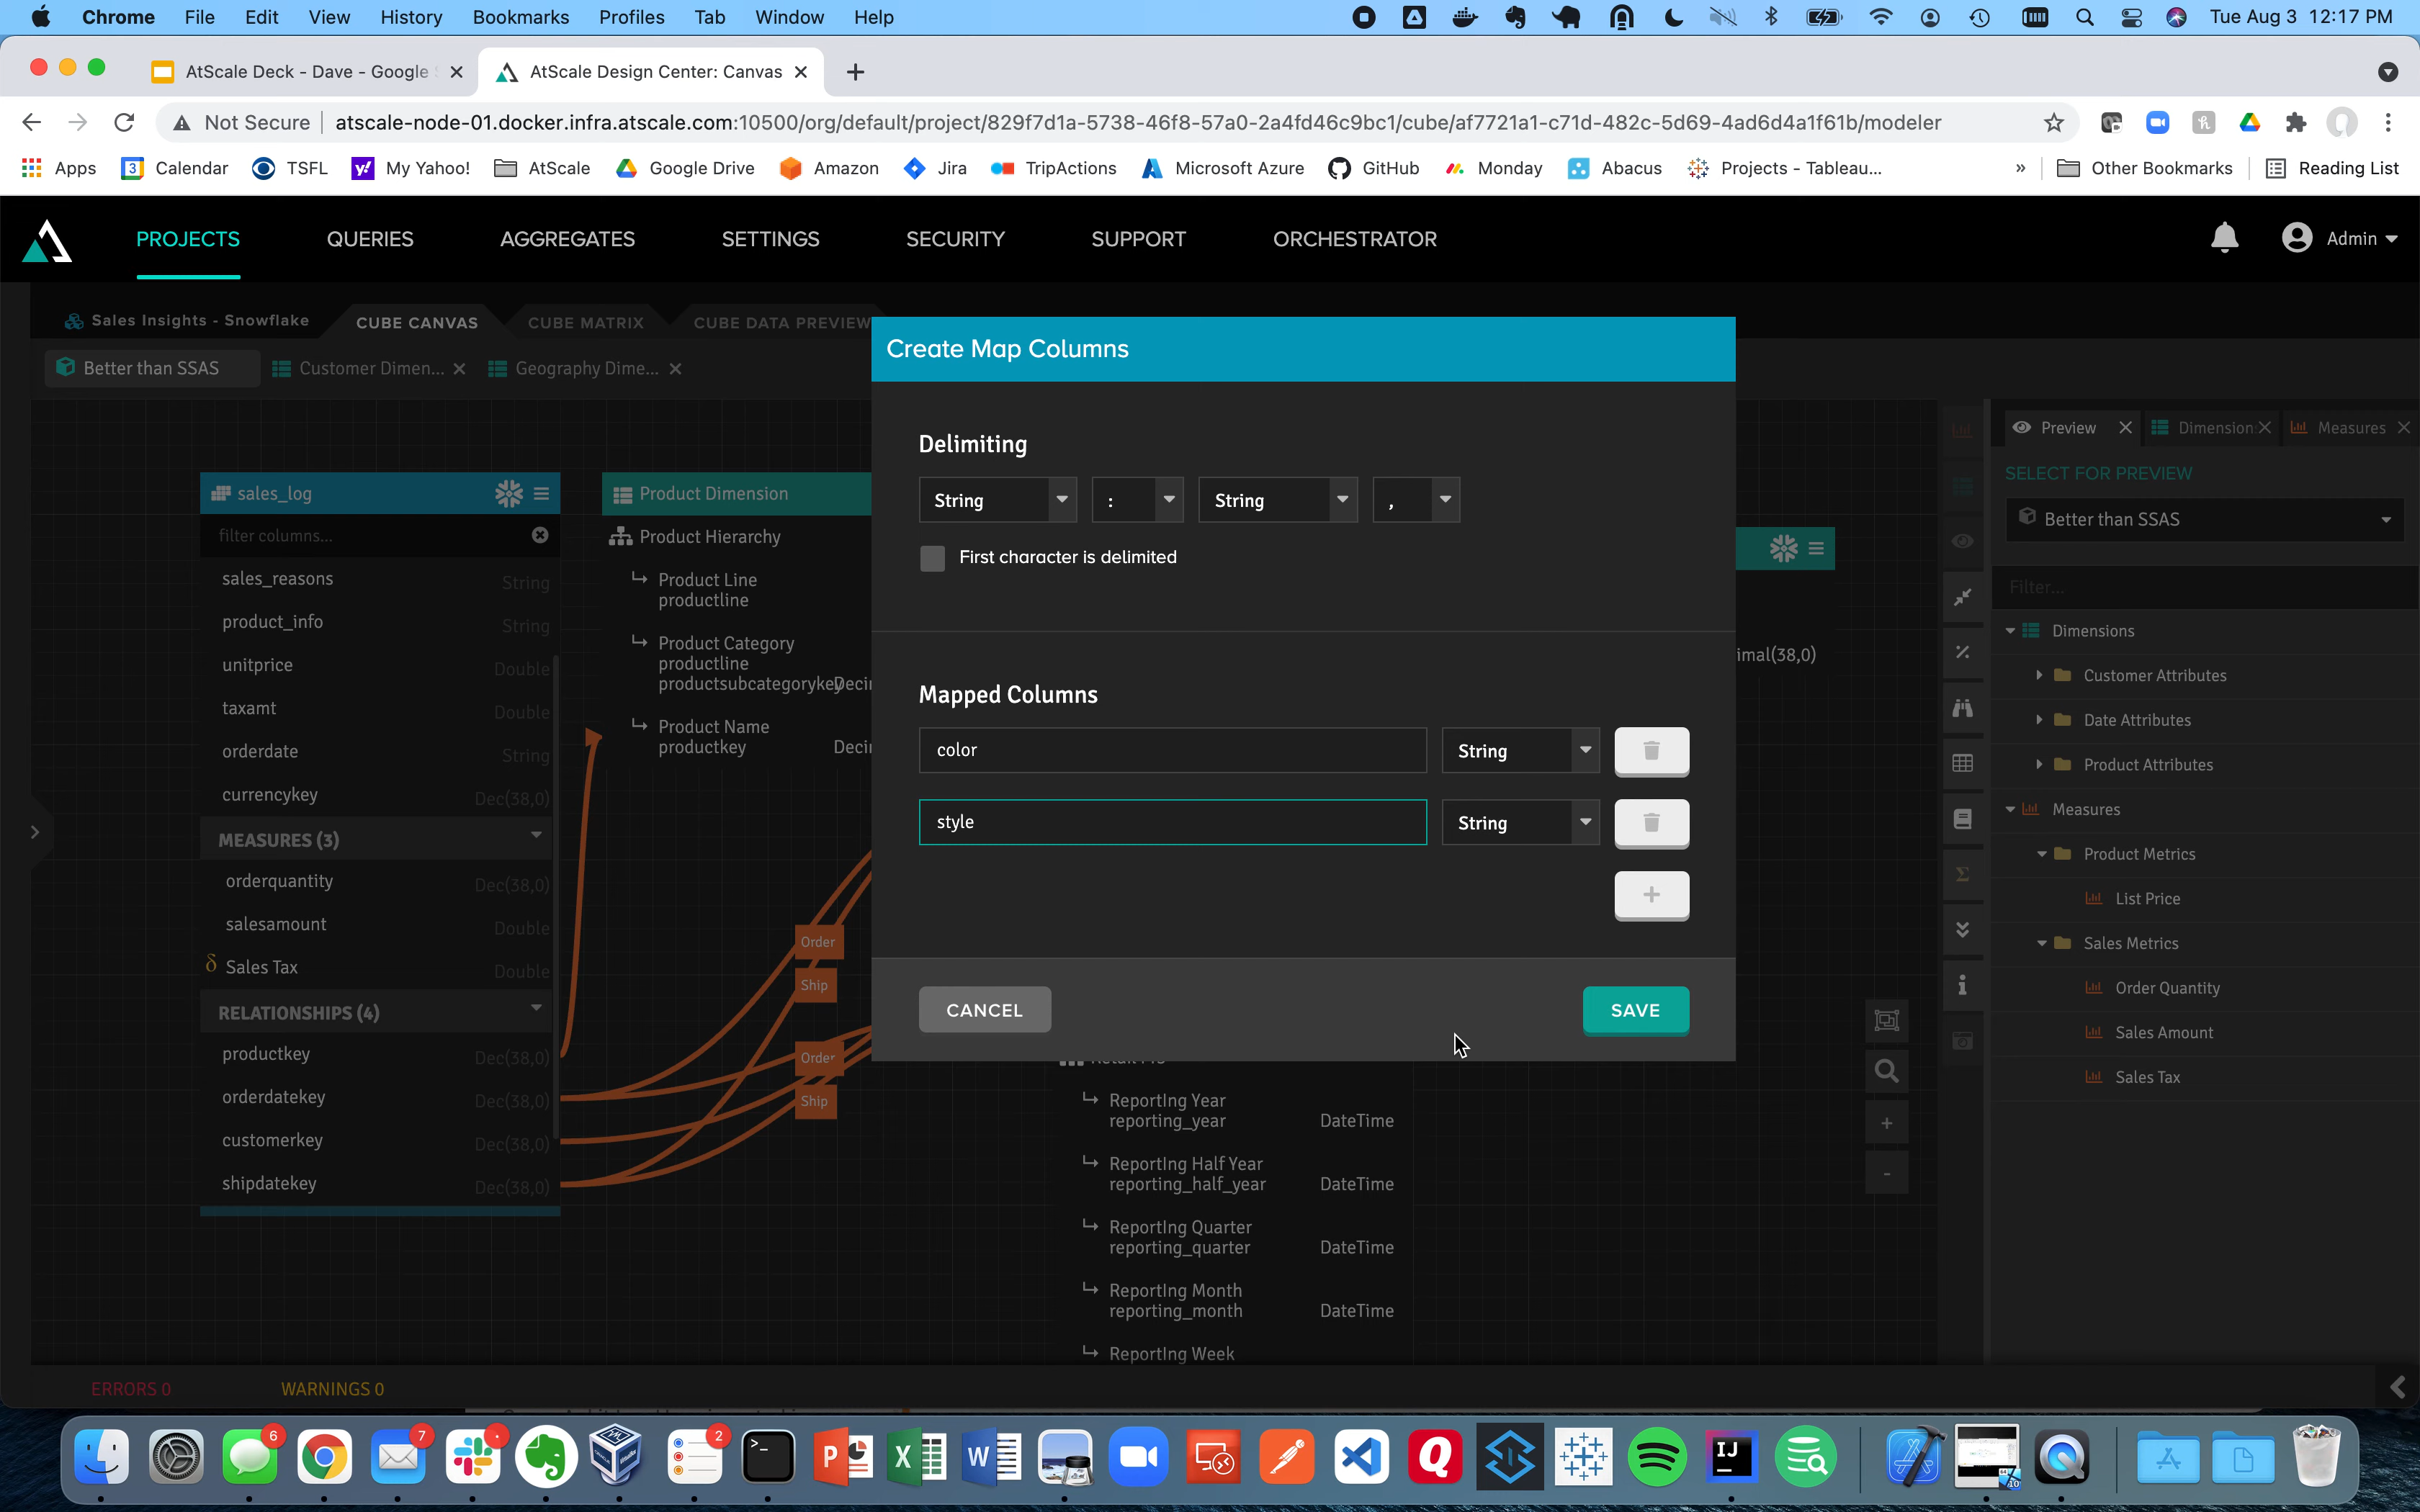 Chrome File Edit View History Bookmarks Profiles Tab Window Help Tue Aug 3 12:17 PM
AtScale Deck - Dave - Google AtScale Design Center: Canvas
Not Secure atscale-node-01.docker.infra.atscale.com:10500/org/default/project/829f7d1a-5738-46f8-57a0-2a4fd46c9bc1/cube/af7721a1-c71d-482c-5d69-4ad6d4a1f61b/modeler
Apps Calendar TSFL My Yahoo! AtScale Google Drive Amazon Jira TripActions Microsoft Azure GitHub Monday Abacus Projects - Tableau... » Other Bookmarks Reading List
PROJECTS QUERIES AGGREGATES SETTINGS SECURITY SUPPORT ORCHESTRATOR Admin
Sales Insights - Snowflake CUBE CANVAS CUBE MATRIX CUBE DATA PREVIEW
Better than SSAS Customer Dimen... Geography Dime...
Create Map Columns
Delimiting
String : String ,
First character is delimited
Mapped Columns
color String
style String
+
CANCEL SAVE
sales_log
filter columns...
sales_reasons String
product_info String
unitprice Double
taxamt Double
orderdate String
currencykey Dec(38,0)
MEASURES (3)
orderquantity Dec(38,0)
salesamount Double
δ Sales Tax Double
RELATIONSHIPS (4)
productkey Dec(38,0)
orderdatekey Dec(38,0)
customerkey Dec(38,0)
shipdatekey Dec(38,0)
Product Dimension
Product Hierarchy
Product Line
productline
Product Category
productline
productsubcategorykey Deci
Product Name
productkey Deci
Order
Ship
Order
Ship
imal(38,0)
Reporting Year
reporting_year DateTime
Reporting Half Year
reporting_half_year DateTime
Reporting Quarter
reporting_quarter DateTime
Reporting Month
reporting_month DateTime
Reporting Week
+
-
Preview Dimension Measures
SELECT FOR PREVIEW
Better than SSAS
Filter...
Dimensions
Customer Attributes
Date Attributes
Product Attributes
Measures
Product Metrics
List Price
Sales Metrics
Order Quantity
Sales Amount
Sales Tax
ERRORS 0 WARNINGS 0
6 7 2